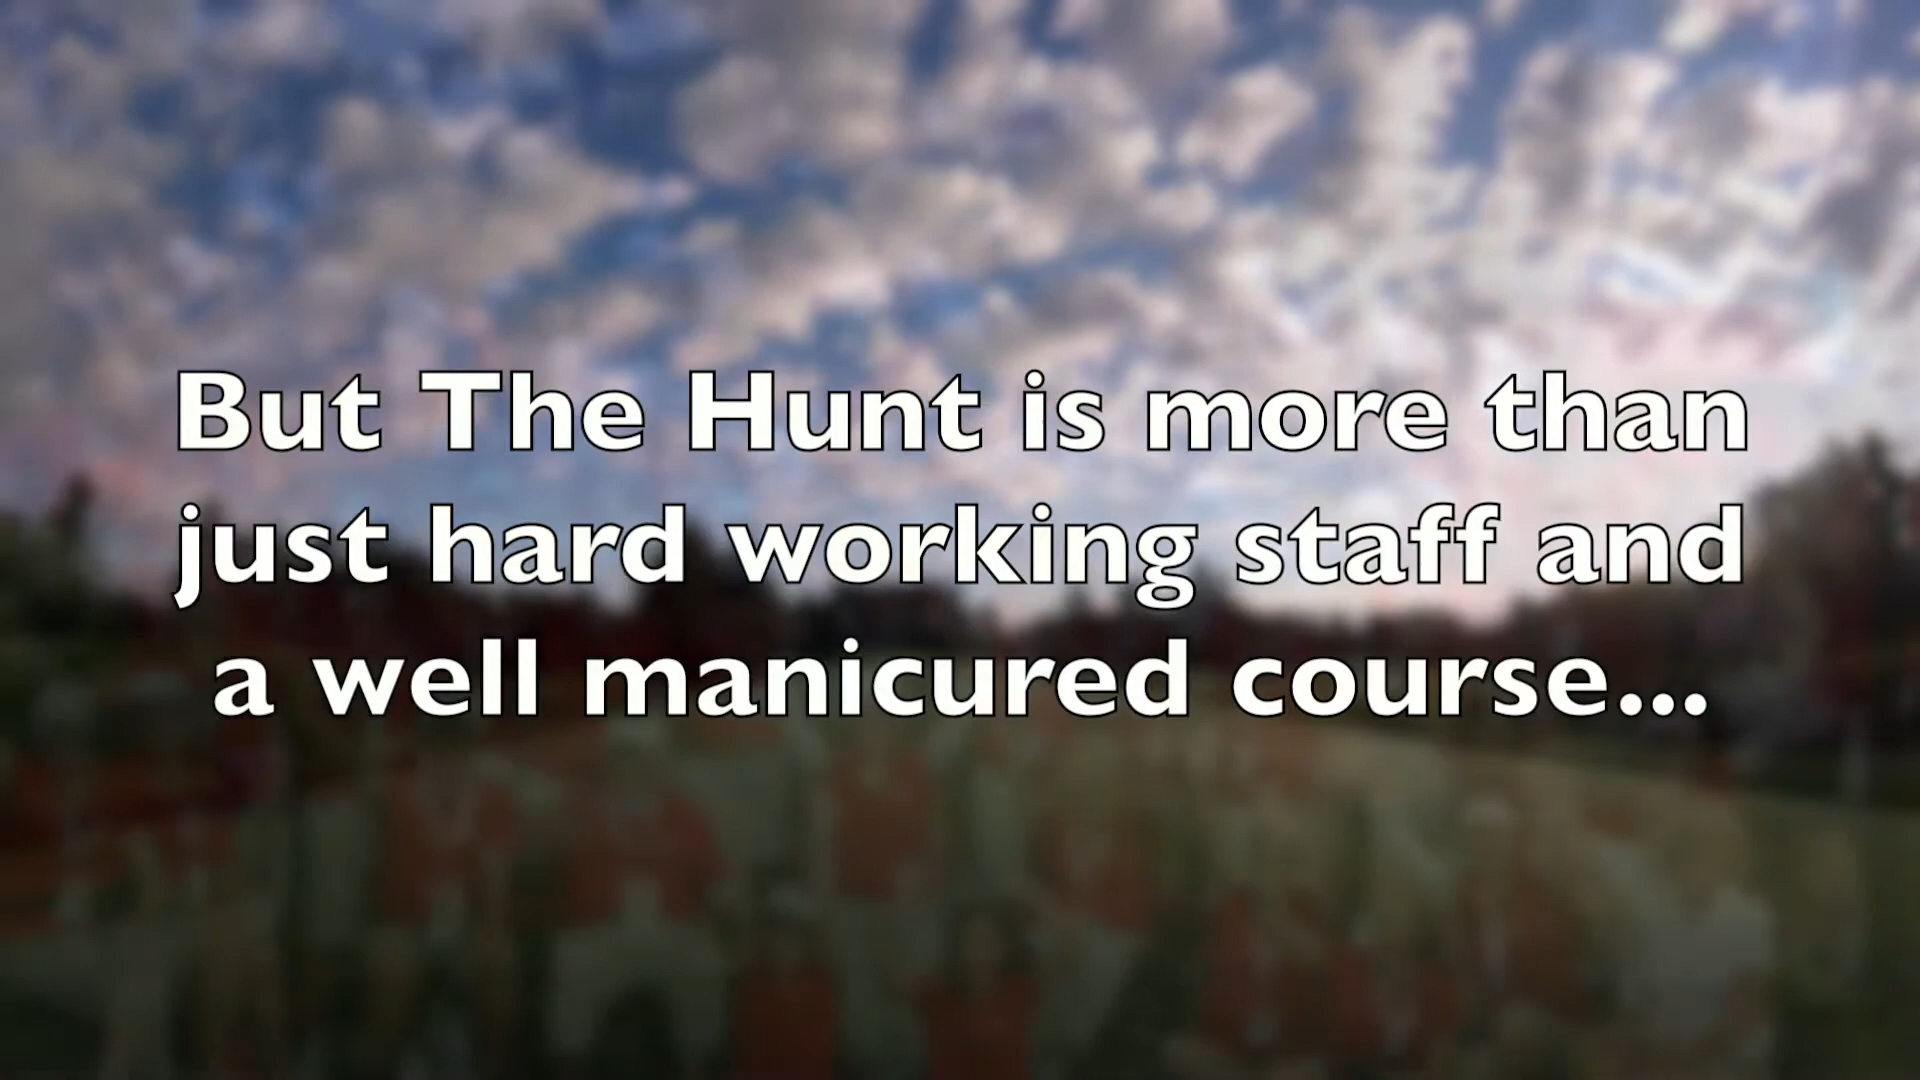 But The Hunt is more than
just hard working staff and
a well manicured course...